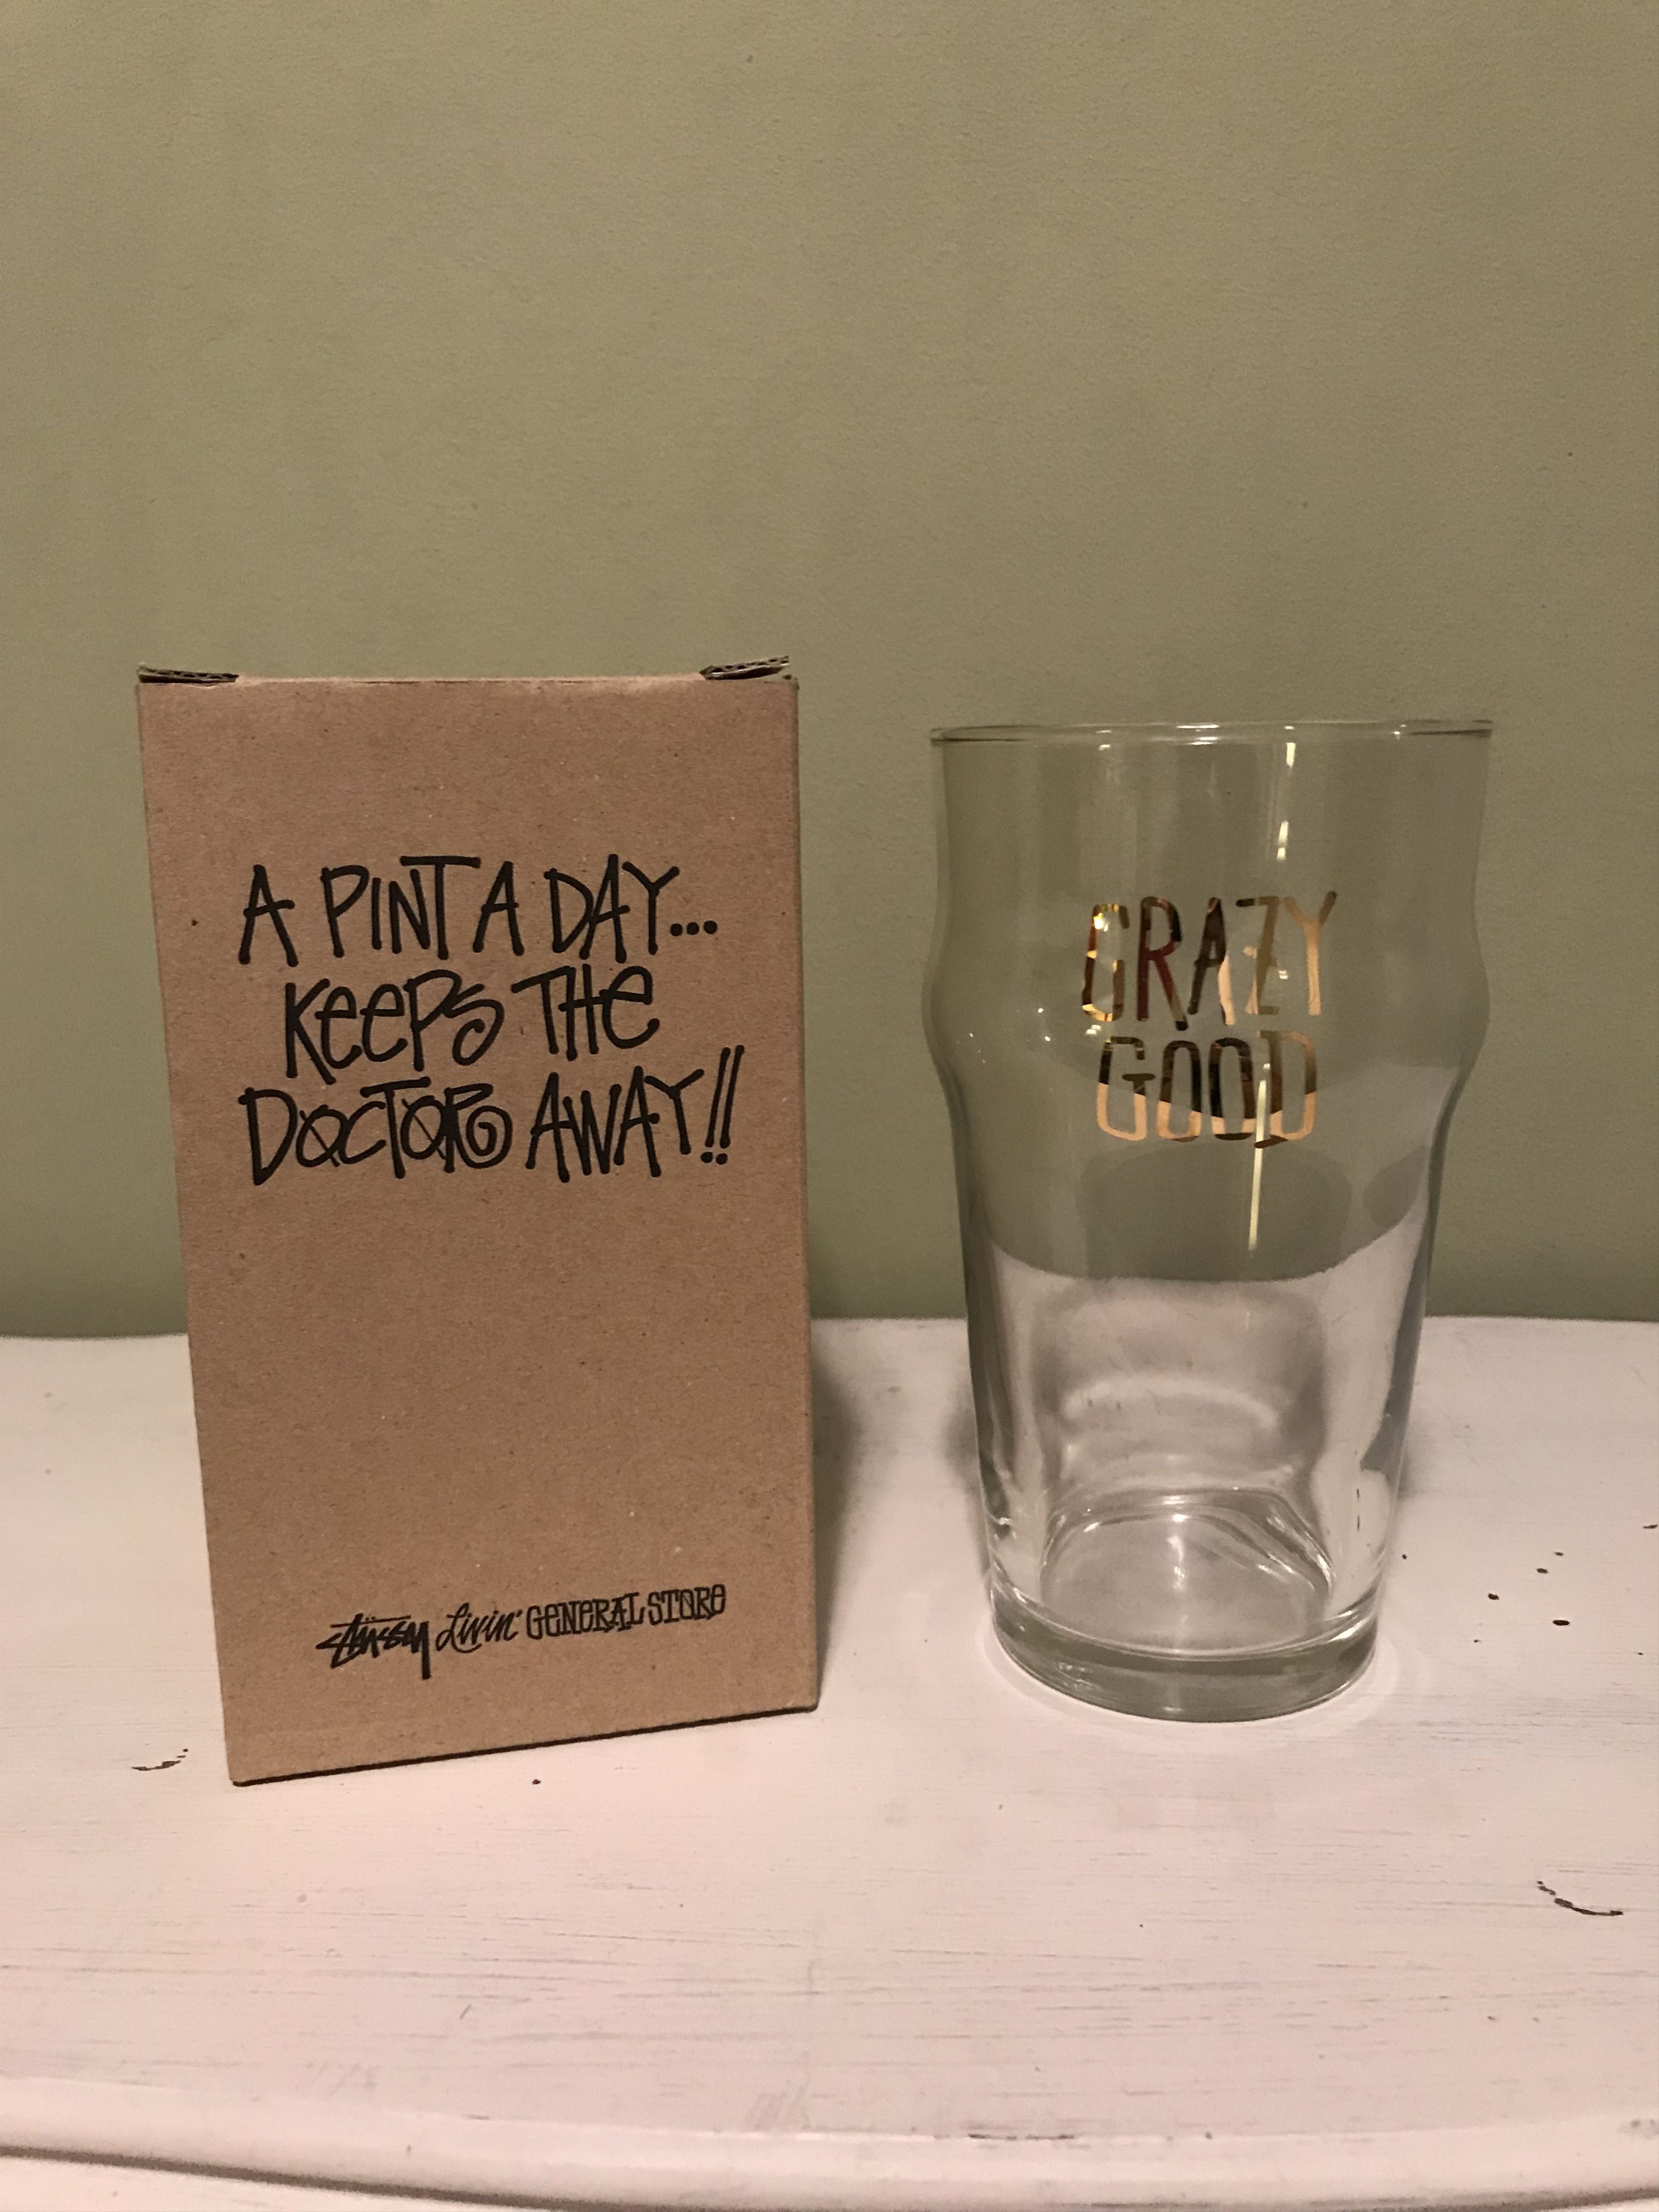 A PINT A DAY...
KeePS THe
DOCTOR AWAY!!
Stüssy Livin' GENERAL STORE
CRAZY
GOOD